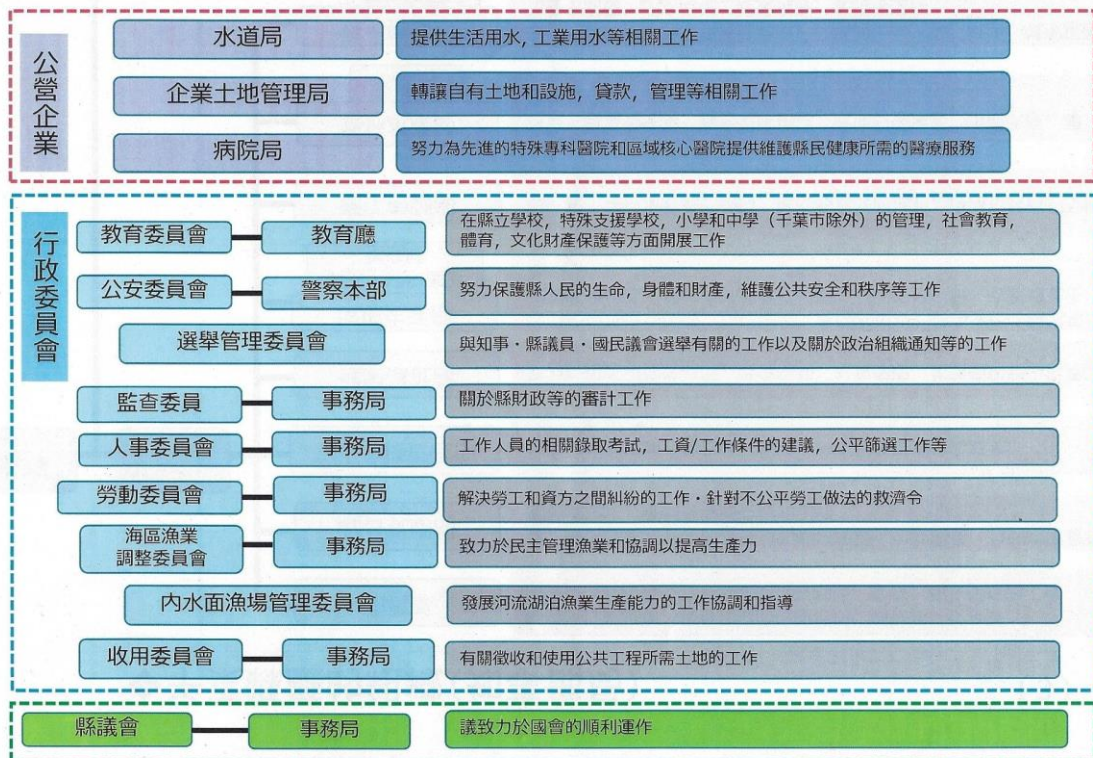 公營企業
水道局
提供生活用水, 工業用水等相關工作
企業土地管理局
轉讓自有土地和設施，貸款，管理等相關工作
病院局
努力為先進的特殊專科醫院和區域核心醫院提供維護縣民健康所需的醫療服務
行政委員會
教育委員會
教育廳
在縣立學校，特殊支援學校，小學和中學（千葉市除外）的管理，社會教育，
體育，文化財產保護等方面開展工作
公安委員會
警察本部
努力保護縣人民的生命，身體和財產，維護公共安全和秩序等工作
選舉管理委員會
與知事・縣議員・國民議會選舉有關的工作以及關於政治組織通知等的工作
監查委員
事務局
關於縣財政等的審計工作
人事委員會
事務局
工作人員的相關錄取考試，工資/工作條件的建議，公平篩選工作等
勞動委員會
事務局
解決勞工和資方之間糾紛的工作・針對不公平勞工做法的救濟令
海區漁業
調整委員會
事務局
致力於民主管理漁業和協調以提高生產力
内水面漁場管理委員會
發展河流湖泊漁業生產能力的工作協調和指導
收用委員會
事務局
有關徵收和使用公共工程所需土地的工作
縣議會
事務局
議致力於國會的順利運作